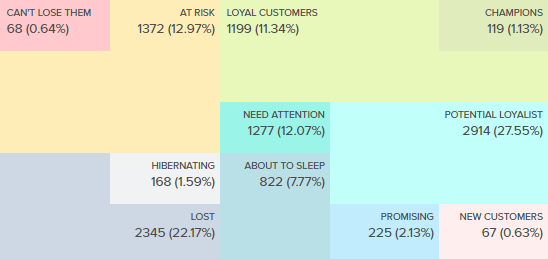 CAN'T LOSE THEM
68 (0.64%)
AT RISK
1372 (12.97%)
LOYAL CUSTOMERS
1199 (11.34%)
CHAMPIONS
119 (1.13%)
NEED ATTENTION
1277 (12.07%)
POTENTIAL LOYALIST
2914 (27.55%)
HIBERNATING
168 (1.59%)
ABOUT TO SLEEP
822 (7.77%)
LOST
2345 (22.17%)
PROMISING
225 (2.13%)
NEW CUSTOMERS
67 (0.63%)